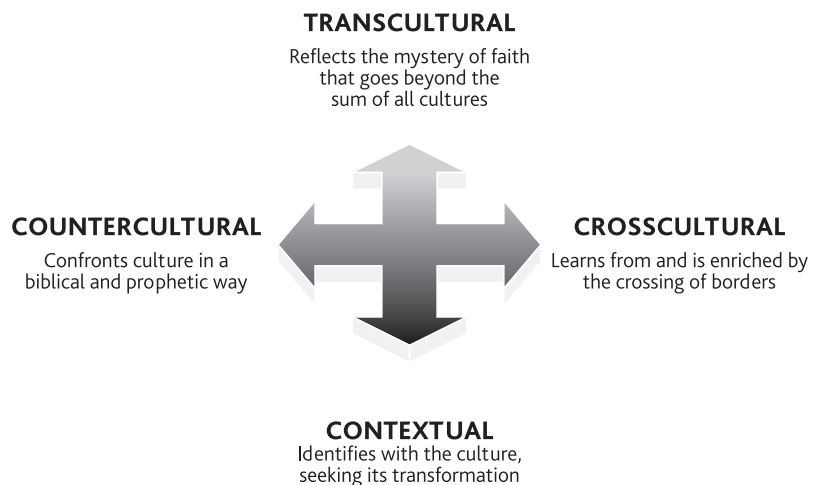 TRANSCULTURAL
Reflects the mystery of faith
that goes beyond the
sum of all cultures
COUNTERCULTURAL
Confronts culture in a
biblical and prophetic way
CROSSCULTURAL
Learns from and is enriched by
the crossing of borders
CONTEXTUAL
Identifies with the culture,
seeking its transformation